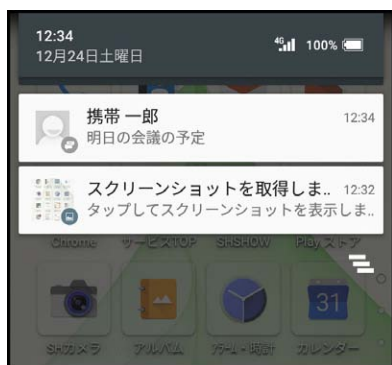 12:34
12月24日土曜日
4G 100%
携帯 一郎 12:34
明日の会議の予定
スクリーンショットを取得しま.. 12:32
タップしてスクリーンショットを表示しま..
Chrome サービスTOP SHSHOW Play ストア
31
SHカメラ アルバム アラーム・時計 カレンダー